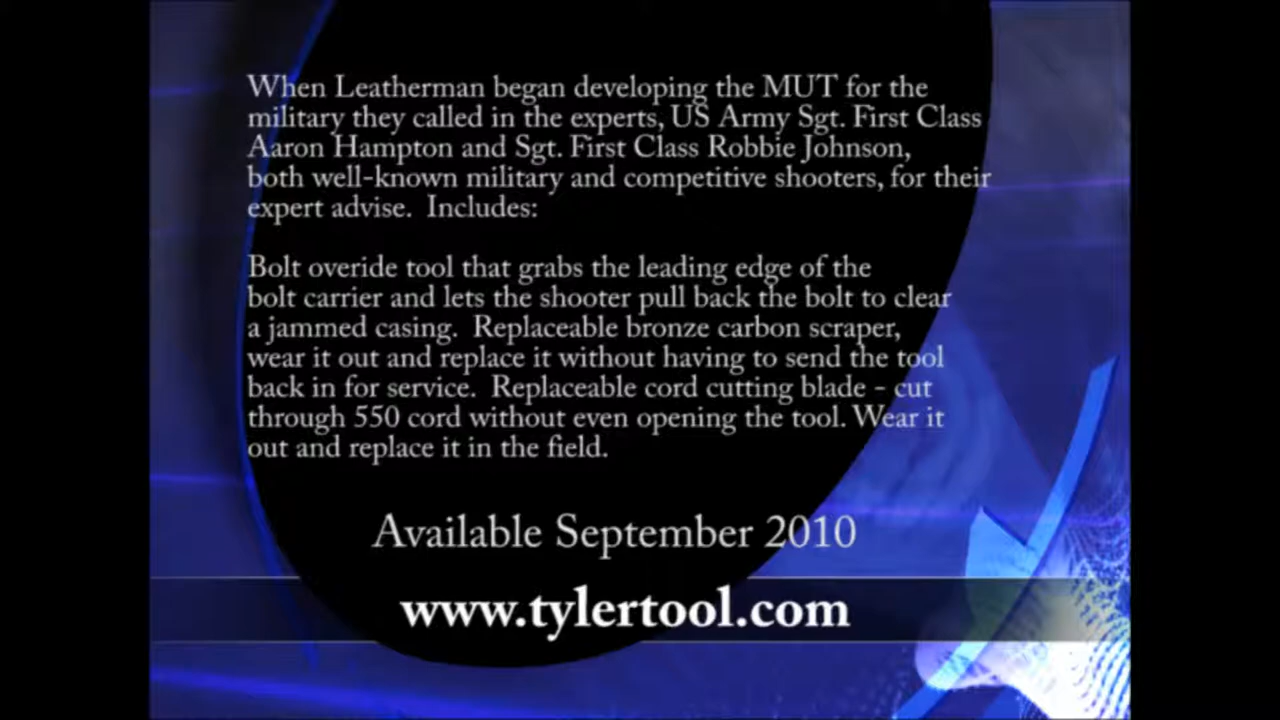 When Leatherman began developing the MUT for the
military they called in the experts, US Army Sgt. First Class
Aaron Hampton and Sgt. First Class Robbie Johnson,
both well-known military and competitive shooters, for their
expert advise.  Includes:
Bolt overide tool that grabs the leading edge of the
bolt carrier and lets the shooter pull back the bolt to clear
a jammed casing.  Replaceable bronze carbon scraper,
wear it out and replace it without having to send the tool
back in for service.  Replaceable cord cutting blade - cut
through 550 cord without even opening the tool. Wear it
out and replace it in the field.
Available September 2010
www.tylertool.com